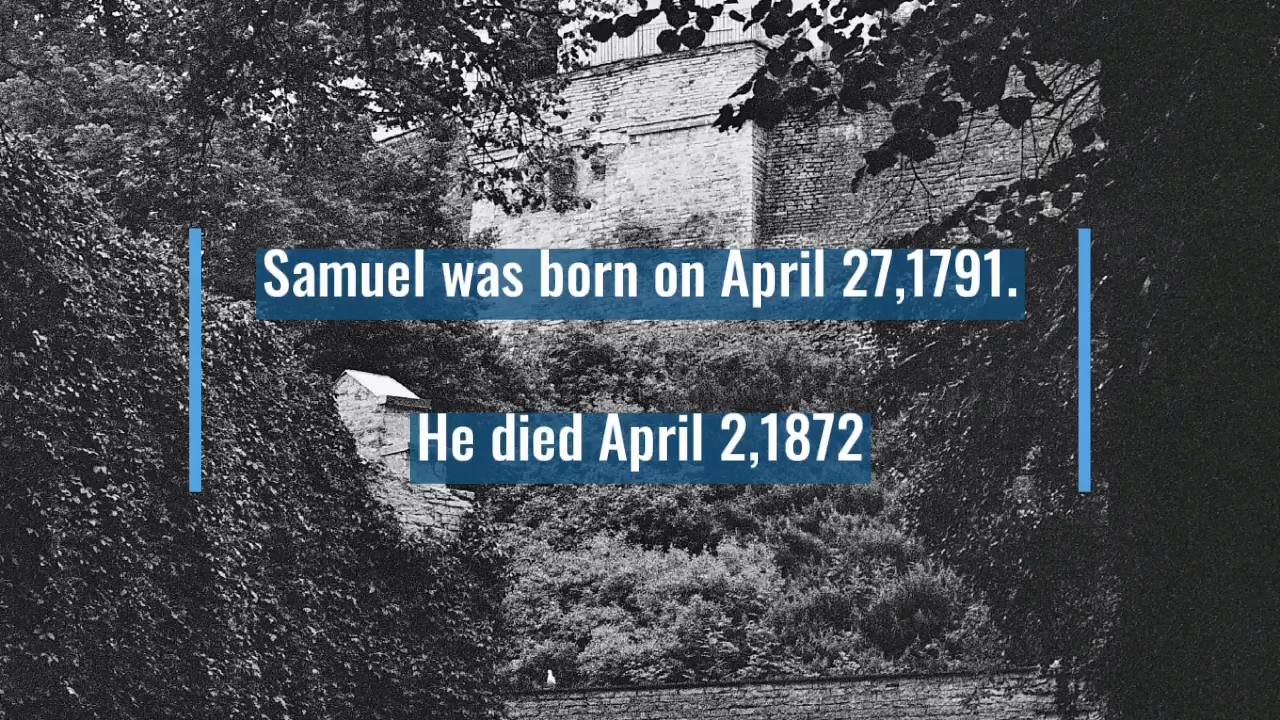 Samuel was born on April 27,1791.
He died April 2,1872